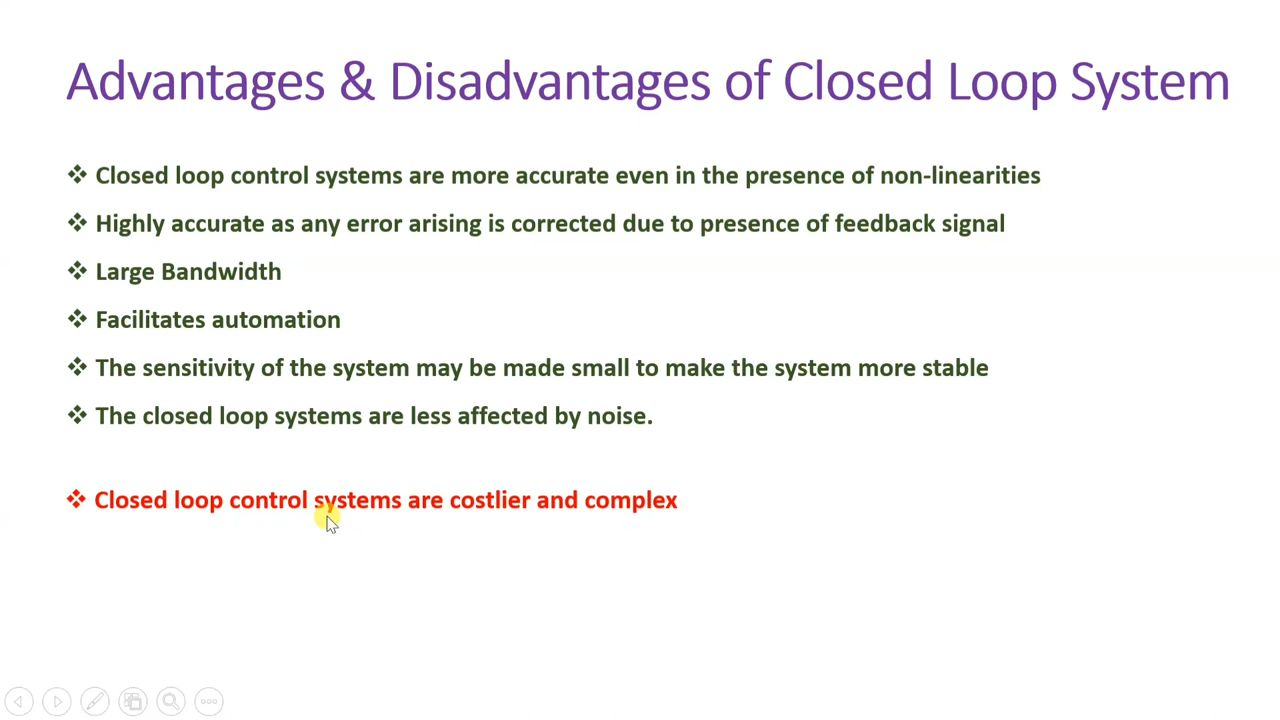 Advantages & Disadvantages of Closed Loop System
❖ Closed loop control systems are more accurate even in the presence of non-linearities
❖ Highly accurate as any error arising is corrected due to presence of feedback signal
❖ Large Bandwidth
❖ Facilitates automation
❖ The sensitivity of the system may be made small to make the system more stable
❖ The closed loop systems are less affected by noise.
❖ Closed loop control systems are costlier and complex